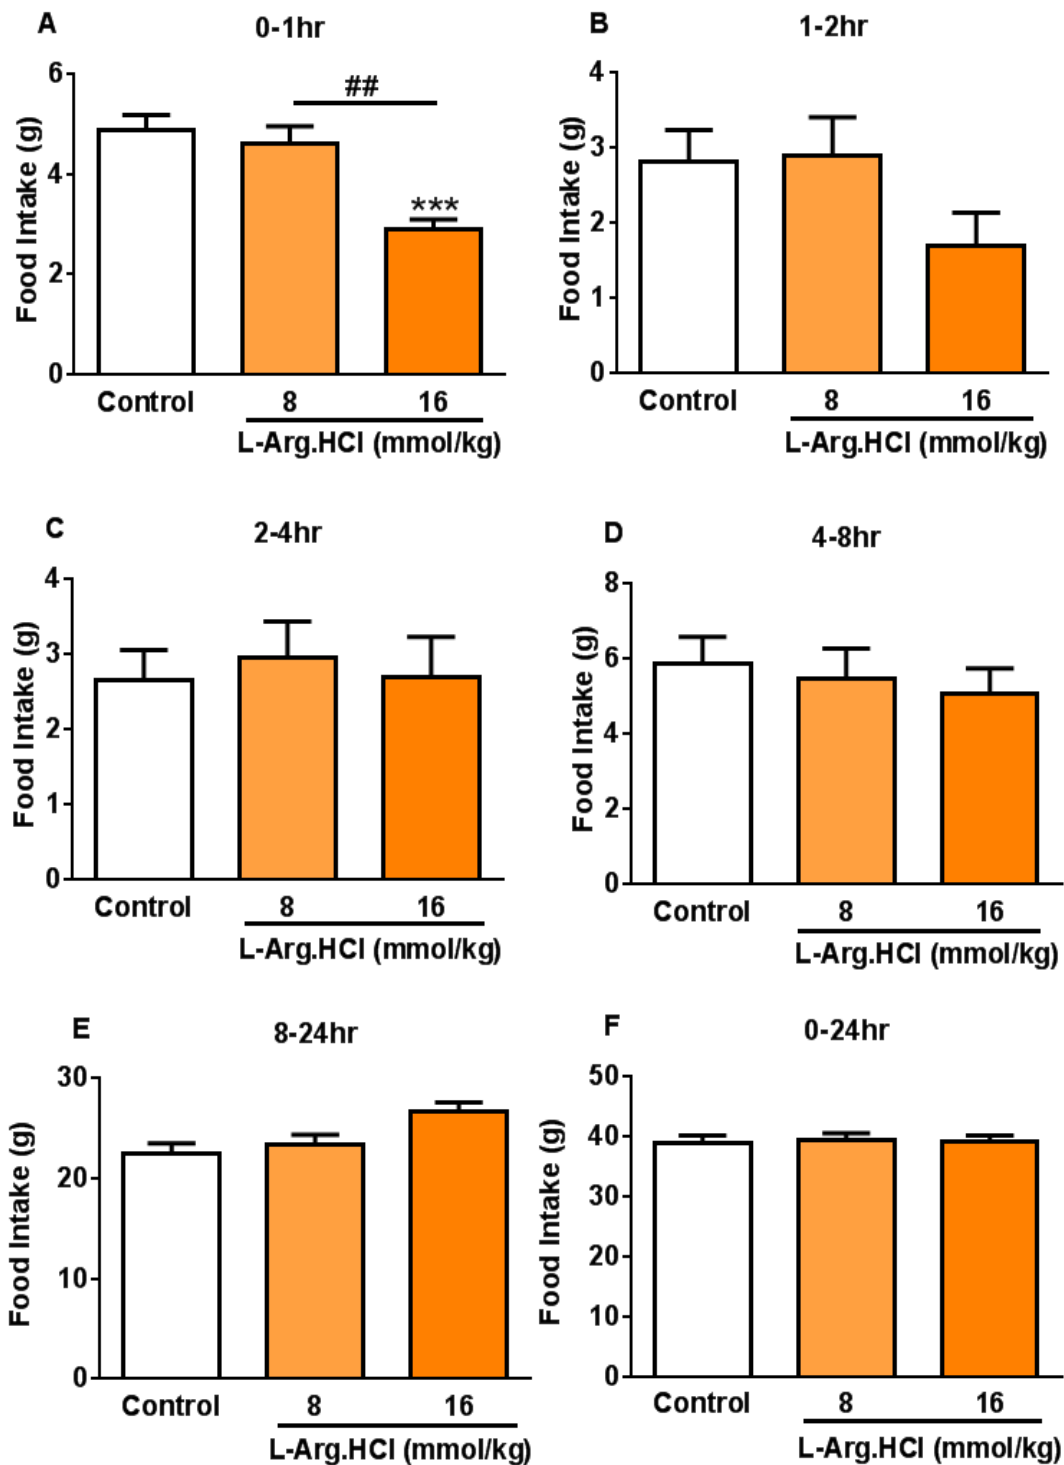 A
0-1hr
Food Intake (g)
6
4
2
0
##
***
Control
8
16
L-Arg.HCl (mmol/kg)
B
1-2hr
Food Intake (g)
4
3
2
1
0
Control
8
16
L-Arg.HCl (mmol/kg)
C
2-4hr
Food Intake (g)
4
3
2
1
0
Control
8
16
L-Arg.HCl (mmol/kg)
D
4-8hr
Food Intake (g)
8
6
4
2
0
Control
8
16
L-Arg.HCl (mmol/kg)
E
8-24hr
Food Intake (g)
30
20
10
0
Control
8
16
L-Arg.HCl (mmol/kg)
F
0-24hr
Food Intake (g)
50
40
30
20
10
0
Control
8
16
L-Arg.HCl (mmol/kg)